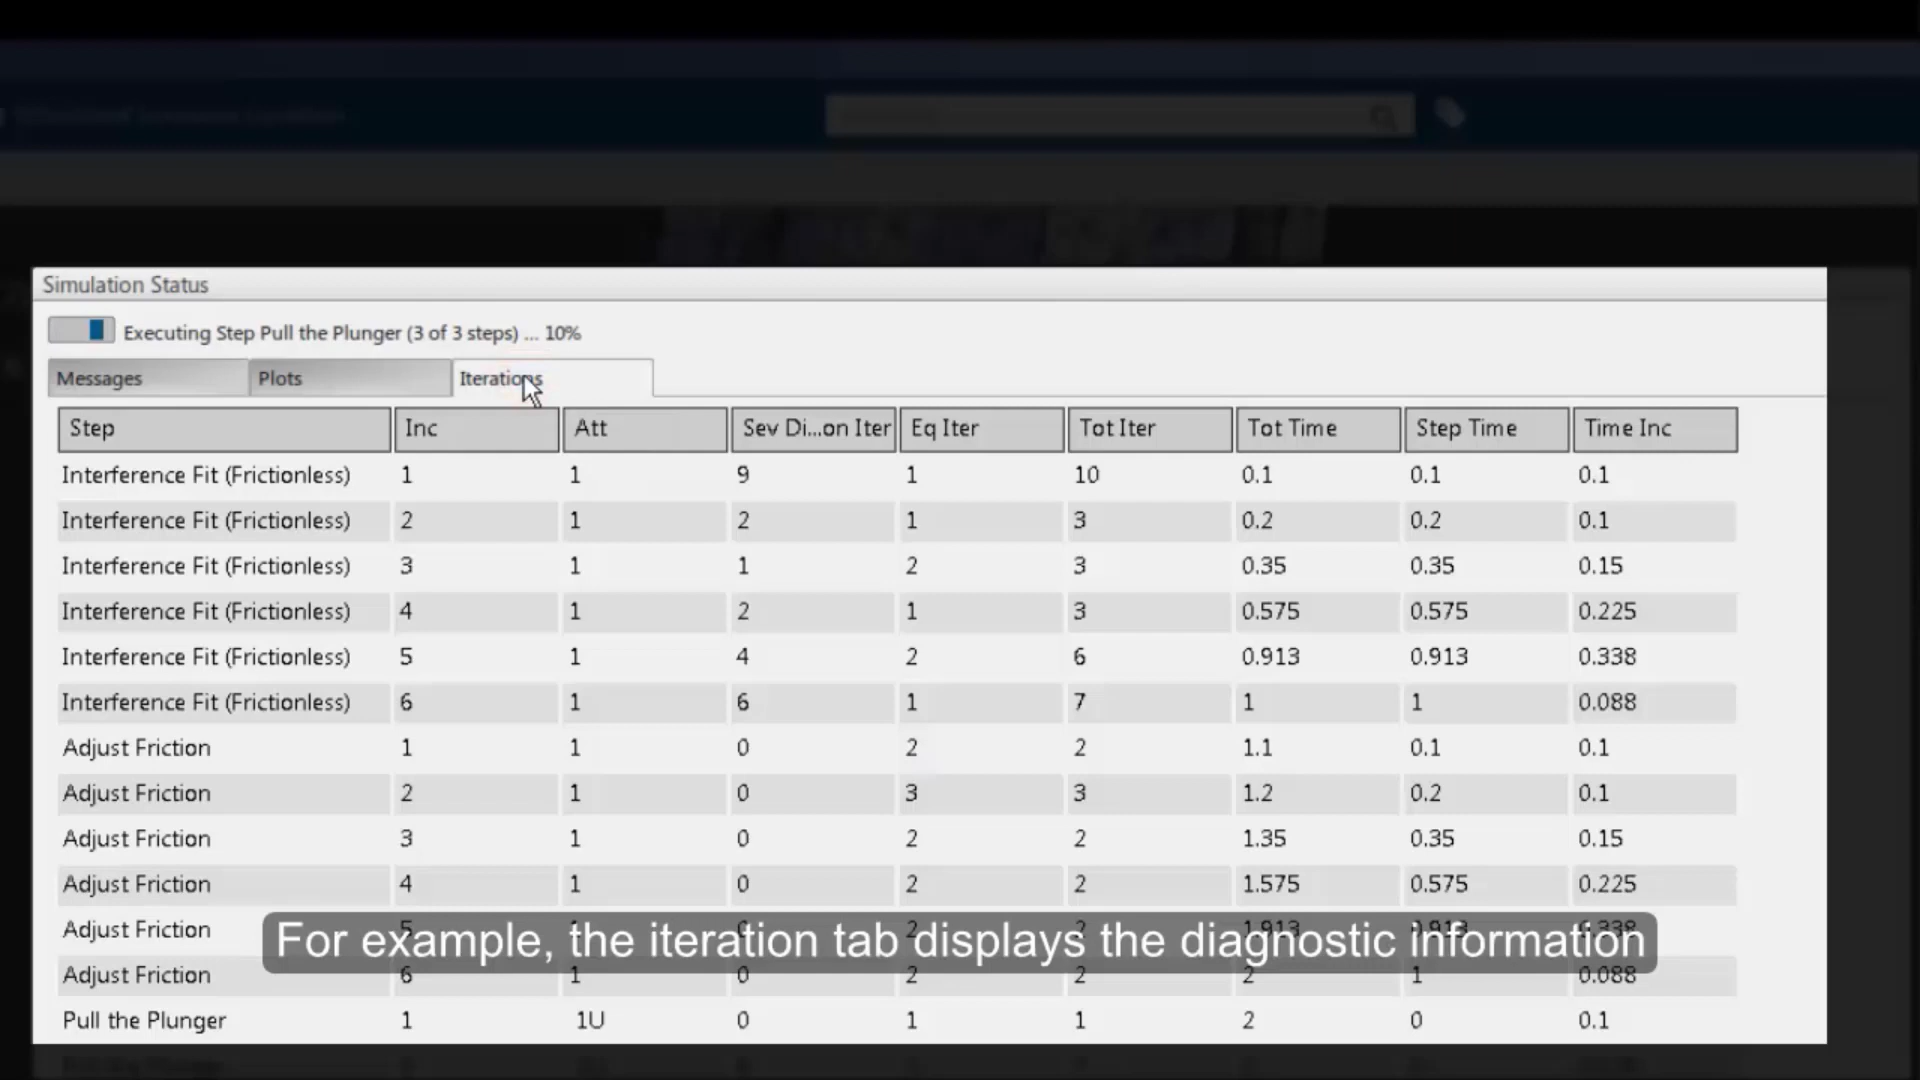 Simulation Status
Executing Step Pull the Plunger (3 of 3 steps) ... 10%
Messages Plots Iterations
Step Inc Att Sev Di...on Iter Eq Iter Tot Iter Tot Time Step Time Time Inc
Interference Fit (Frictionless) 1 1 9 1 10 0.1 0.1 0.1
Interference Fit (Frictionless) 2 1 2 1 3 0.2 0.2 0.1
Interference Fit (Frictionless) 3 1 1 2 3 0.35 0.35 0.15
Interference Fit (Frictionless) 4 1 2 1 3 0.575 0.575 0.225
Interference Fit (Frictionless) 5 1 4 2 6 0.913 0.913 0.338
Interference Fit (Frictionless) 6 1 6 1 7 1 1 0.088
Adjust Friction 1 1 0 2 2 1.1 0.1 0.1
Adjust Friction 2 1 0 3 3 1.2 0.2 0.1
Adjust Friction 3 1 0 2 2 1.35 0.35 0.15
Adjust Friction 4 1 0 2 2 1.575 0.575 0.225
Adjust Friction 5 1.913 0.913 0.338
For example, the iteration tab displays the diagnostic information
Adjust Friction 6 1 0 2 2 2 1 0.088
Pull the Plunger 1 1U 0 1 1 2 0 0.1